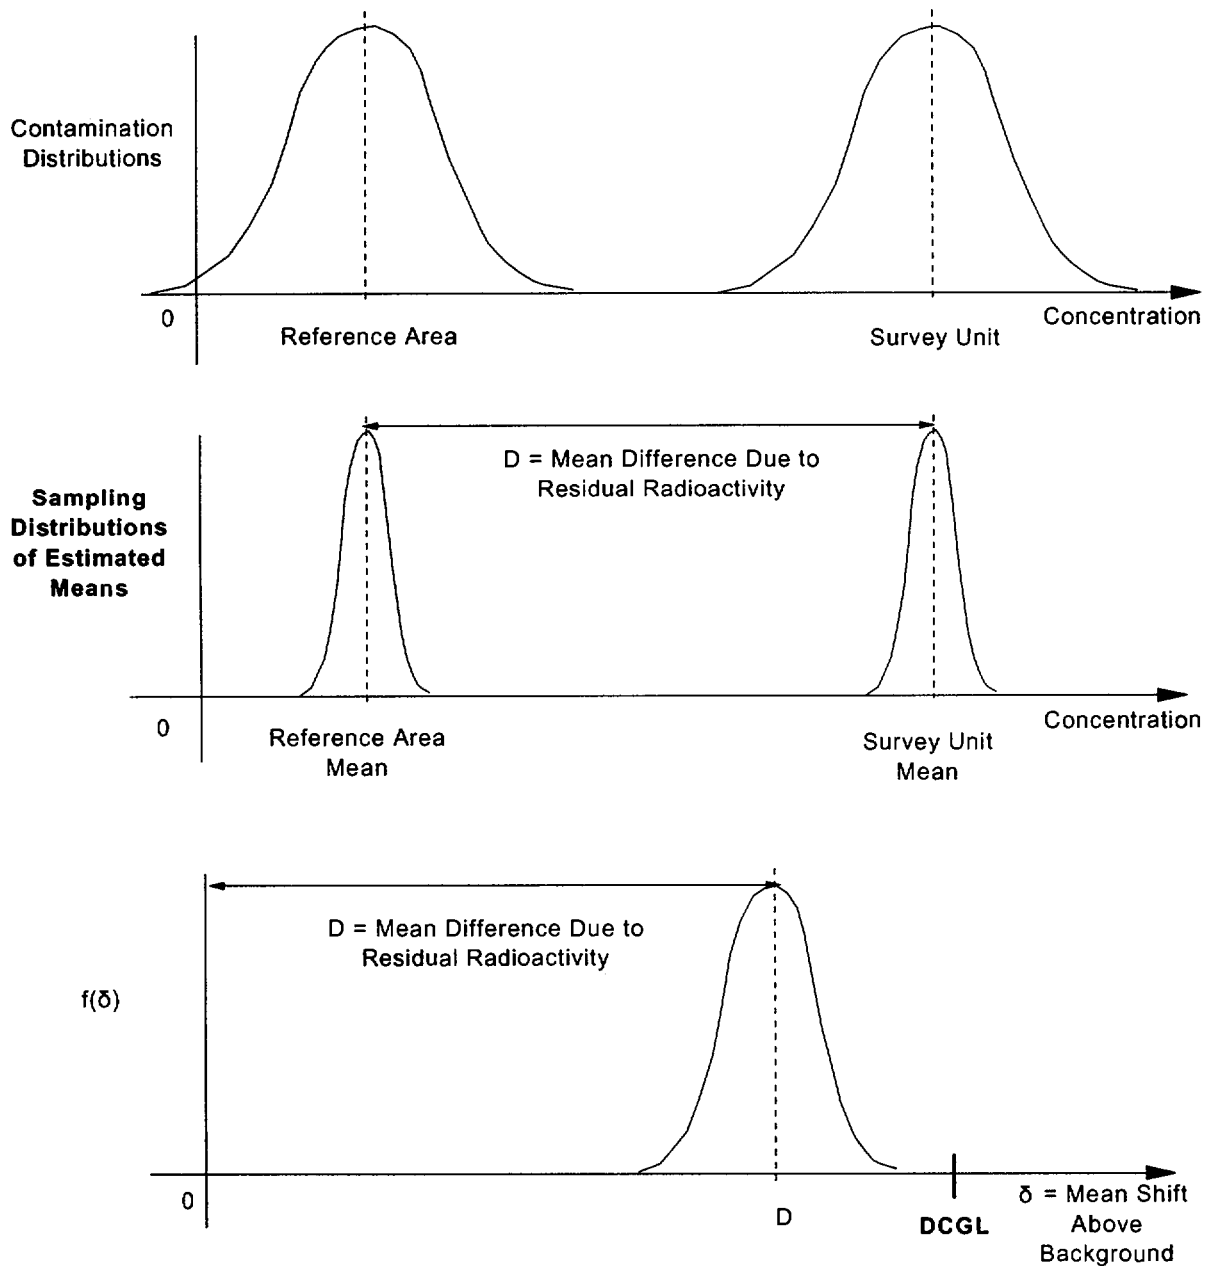 Contamination
Distributions
0
Reference Area
Survey Unit
Concentration
D = Mean Difference Due to
Residual Radioactivity
Sampling
Distributions
of Estimated
Means
0
Reference Area
Mean
Survey Unit
Mean
Concentration
D = Mean Difference Due to
Residual Radioactivity
f(δ)
0
D
DCGL
δ = Mean Shift
Above
Background